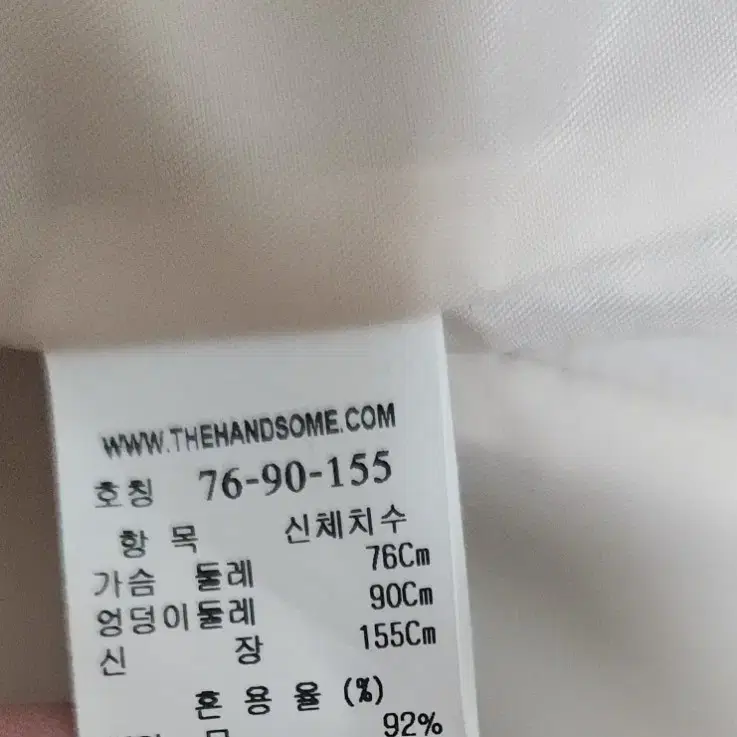 WWW.THEHANDSOME.COM
호칭 76-90-155
항 목 신체치수
가슴 둘레 76Cm
엉덩이둘레 90Cm
신 장 155Cm
혼 용 율 (%)
92%